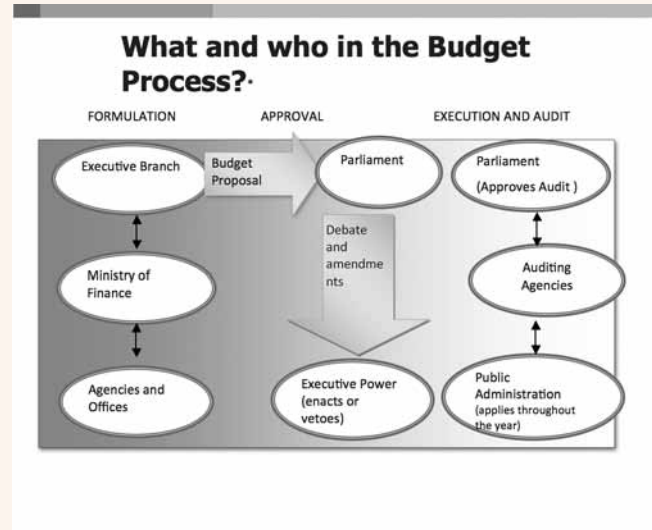 What and who in the Budget
Process?·
FORMULATION
APPROVAL
EXECUTION AND AUDIT
Executive Branch
Budget
Proposal
Parliament
Parliament
(Approves Audit )
Debate
and
amendme
nts
Ministry of
Finance
Auditing
Agencies
Agencies and
Offices
Executive Power
(enacts or
vetoes)
Public
Administration
(applies throughout
the year)